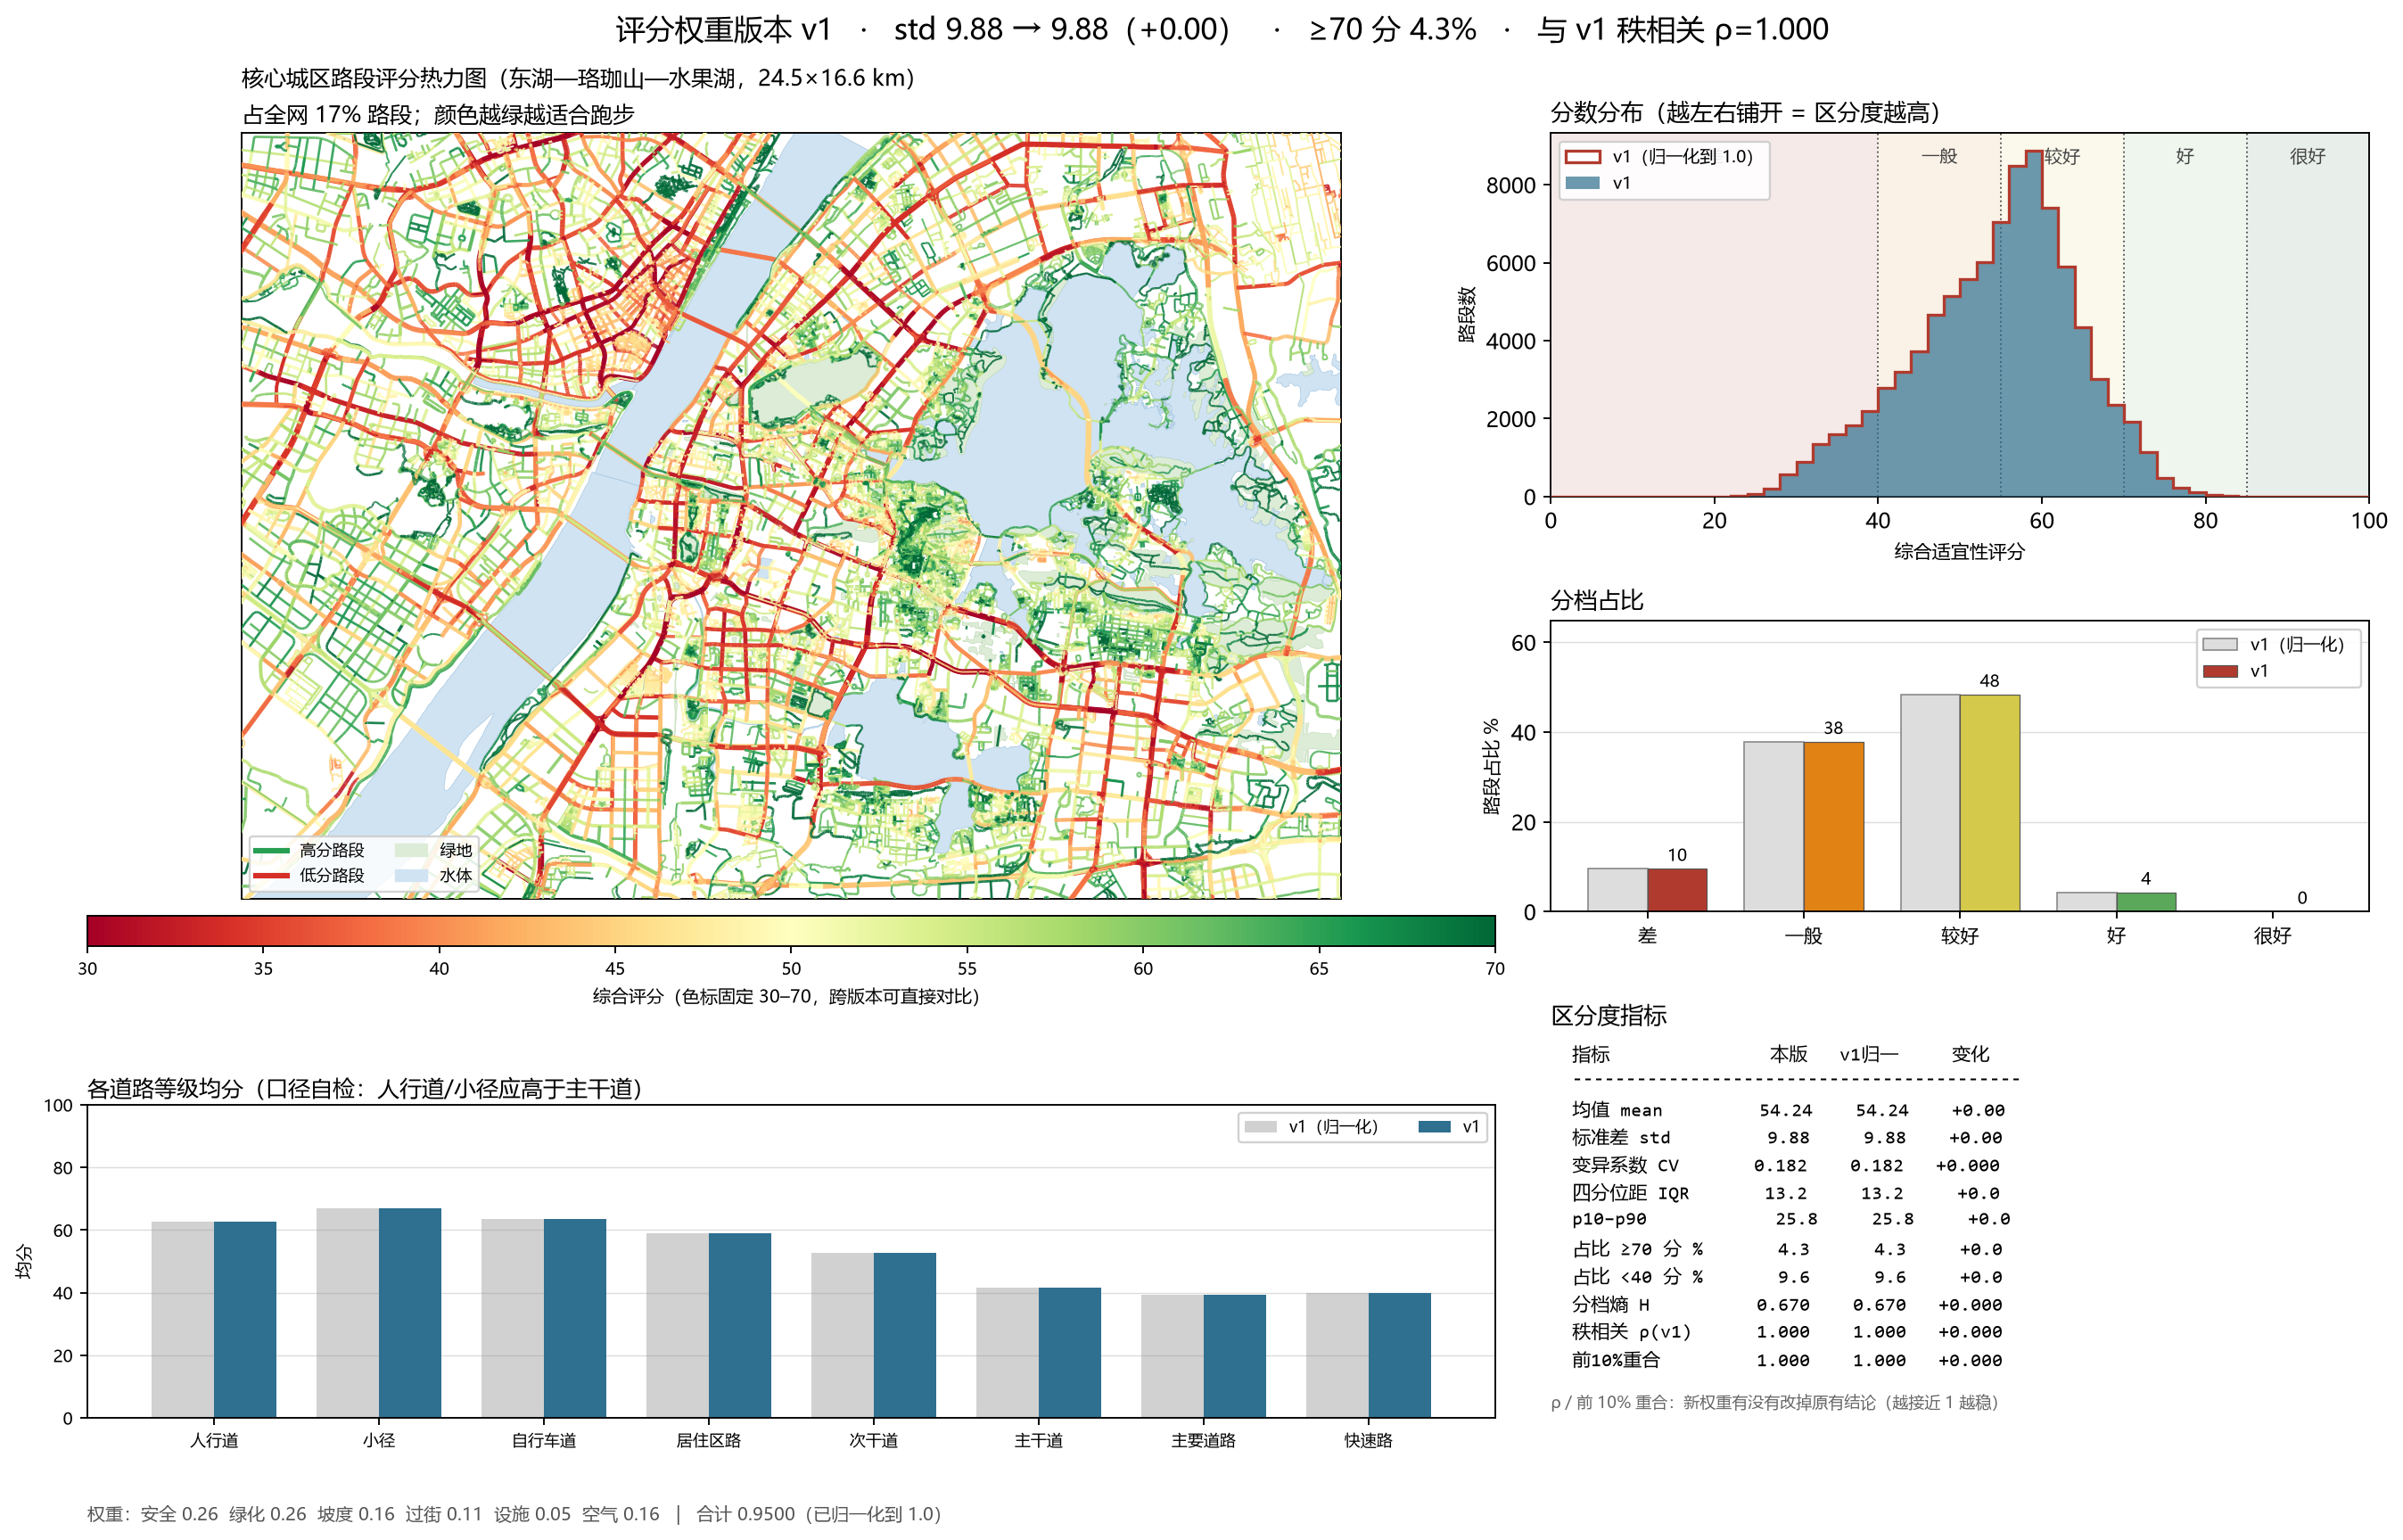 评分权重版本 v1 · std 9.88 → 9.88（+0.00） · ≥70 分 4.3% · 与 v1 秩相关 ρ=1.000
核心城区路段评分热力图（东湖—珞珈山—水果湖，24.5×16.6 km）
占全网 17% 路段；颜色越绿越适合跑步
高分路段 绿地
低分路段 水体
30 35 40 45 50 55 60 65 70
综合评分（色标固定 30–70，跨版本可直接对比）
分数分布（越左右铺开 = 区分度越高）
v1（归一化到 1.0）
v1
一般 较好 好 很好
8000
6000
4000
2000
0
路段数
0 20 40 60 80 100
综合适宜性评分
分档占比
v1（归一化）
v1
60
40
20
0
路段占比 %
10 38 48 4 0
差 一般 较好 好 很好
各道路等级均分（口径自检：人行道/小径应高于主干道）
v1（归一化） v1
100
80
60
40
20
0
均分
人行道 小径 自行车道 居住区路 次干道 主干道 主要道路 快速路
区分度指标
指标 本版 v1归一 变化
--------------------------------------------
均值 mean 54.24 54.24 +0.00
标准差 std 9.88 9.88 +0.00
变异系数 CV 0.182 0.182 +0.000
四分位距 IQR 13.2 13.2 +0.0
p10–p90 25.8 25.8 +0.0
占比 ≥70 分 % 4.3 4.3 +0.0
占比 <40 分 % 9.6 9.6 +0.0
分档熵 H 0.670 0.670 +0.000
秩相关 ρ(v1) 1.000 1.000 +0.000
前10%重合 1.000 1.000 +0.000
ρ / 前 10% 重合：新权重有没有改掉原有结论（越接近 1 越稳）
权重：安全 0.26 绿化 0.26 坡度 0.16 过街 0.11 设施 0.05 空气 0.16 | 合计 0.9500（已归一化到 1.0）